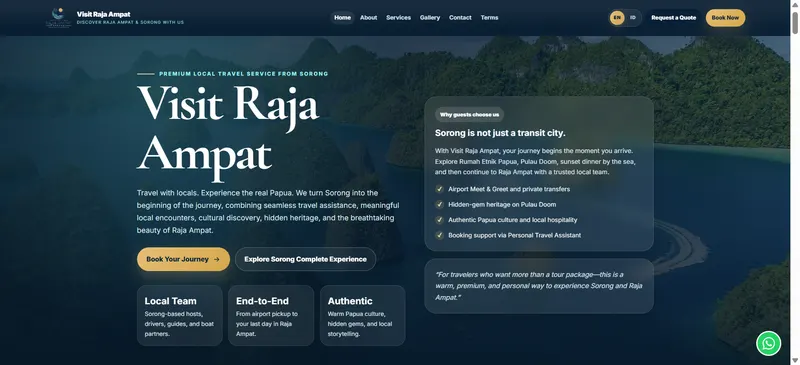 Visit Raja Ampat
DISCOVER RAJA AMPAT & SORONG WITH US
Home About Services Gallery Contact Terms
EN ID
Request a Quote
Book Now
PREMIUM LOCAL TRAVEL SERVICE FROM SORONG
Visit Raja
Ampat
Travel with locals. Experience the real Papua. We turn Sorong into the
beginning of the journey, combining seamless travel, meaningful
local encounters, cultural discovery, hidden heritage, and the breathtaking
beauty of Raja Ampat.
Book Your Journey →
Explore Sorong Complete Experience
Local Team
Sorong-based hosts,
drivers, guides, and boat
partners.
End-to-End
From airport pickup to
your last day in Raja
Ampat.
Authentic
Warm Papua culture,
hidden gems, and local
storytelling.
Why guests choose us
Sorong is not just a transit city.
With Visit Raja Ampat, your journey begins the moment you arrive.
Explore Rumah Etnik Papua, Pulau Doom, sunset dinner by the sea,
and then continue to Raja Ampat with a trusted local team.
✓ Airport Meet & Greet and private transfers
✓ Hidden-gem heritage on Pulau Doom
✓ Authentic Papua culture and local hospitality
✓ Booking support via Personal Travel Assistant
“For travelers who want more than a tour package—this is a
warm, premium, and personal way to experience Sorong and Raja
Ampat.”